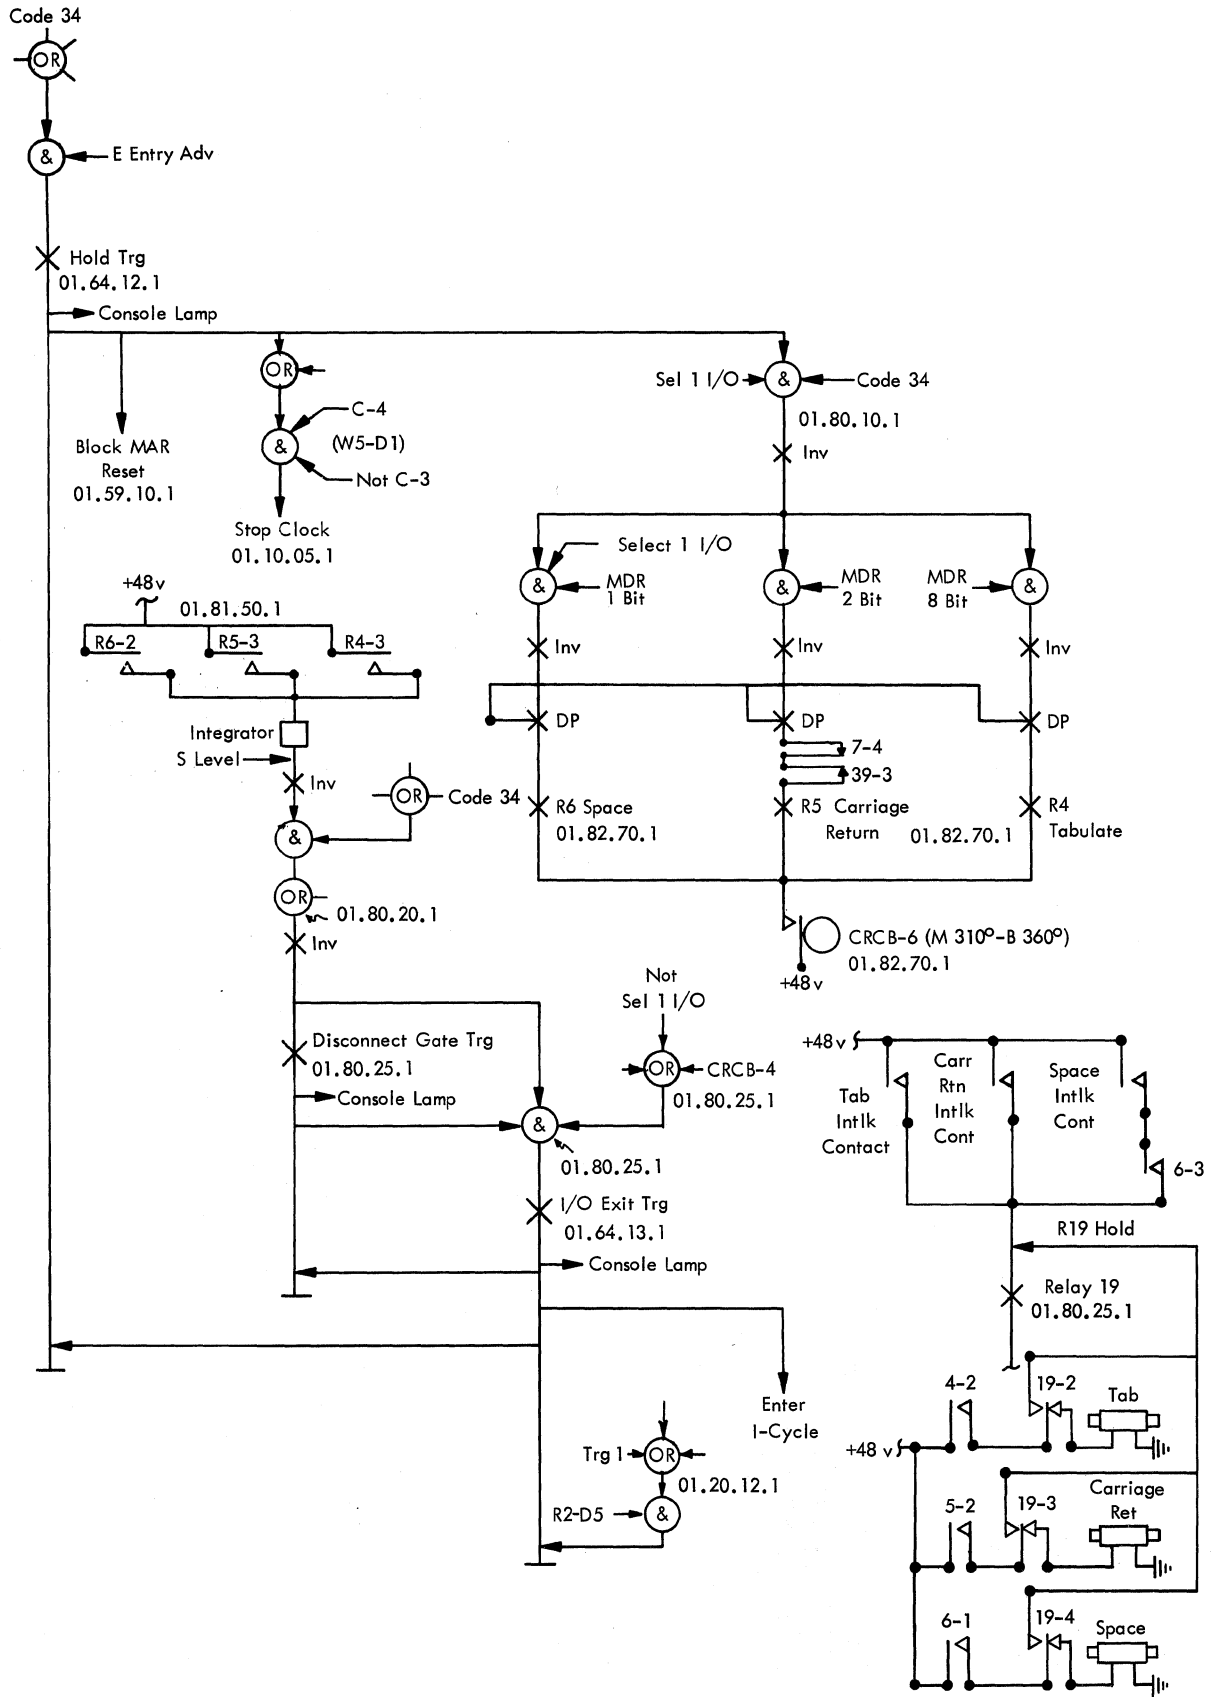 Code 34
OR
&
E Entry Adv
Hold Trg
01.64.12.1
Console Lamp
OR
Sel 1 I/O
&
Code 34
01.80.10.1
C-4
&
(W5-D1)
Not C-3
Block MAR
Reset
01.59.10.1
Inv
Stop Clock
01.10.05.1
Select 1 I/O
&
MDR
1 Bit
&
MDR
2 Bit
MDR
8 Bit
&
+48v
01.81.50.1
R6-2
R5-3
R4-3
Inv
Inv
Inv
DP
DP
DP
Integrator
S Level
Inv
7-4
39-3
OR
Code 34
R6 Space
01.82.70.1
R5 Carriage
Return
01.82.70.1
R4
Tabulate
&
OR
01.80.20.1
Inv
CRCB-6 (M 310°-B 360°)
01.82.70.1
+48v
Not
Sel 1 I/O
Disconnect Gate Trg
01.80.25.1
OR
CRCB-4
01.80.25.1
Console Lamp
&
01.80.25.1
+48v
Tab
Intlk
Contact
Carr
Rtn
Intlk
Cont
Space
Intlk
Cont
6-3
I/O Exit Trg
01.64.13.1
R19 Hold
Console Lamp
Relay 19
01.80.25.1
Enter
I-Cycle
4-2
19-2
Tab
+48 v
Trg 1
OR
01.20.12.1
R2-D5
&
5-2
19-3
Carriage
Ret
6-1
19-4
Space